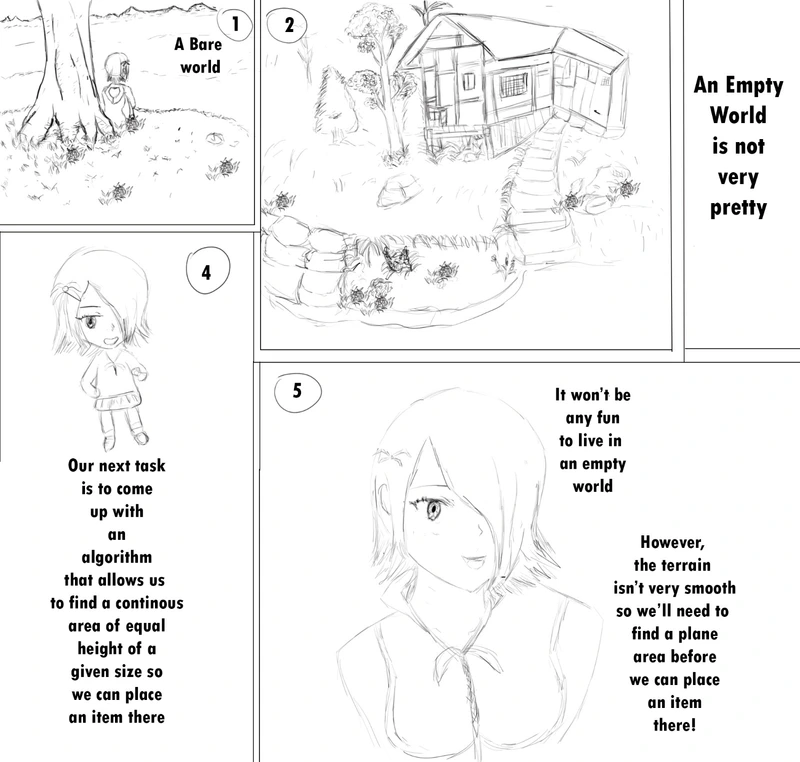 1
A Bare
world
2
An Empty
World
is not
very
pretty
4
Our next task
is to come
up with
an
algorithm
that allows us
to find a continous
area of equal
height of a
given size so
we can place
an item there
5
It won't be
any fun
to live in
an empty
world
However,
the terrain
isn't very smooth
so we'll need to
find a plane
area before
we can place
an item
there!